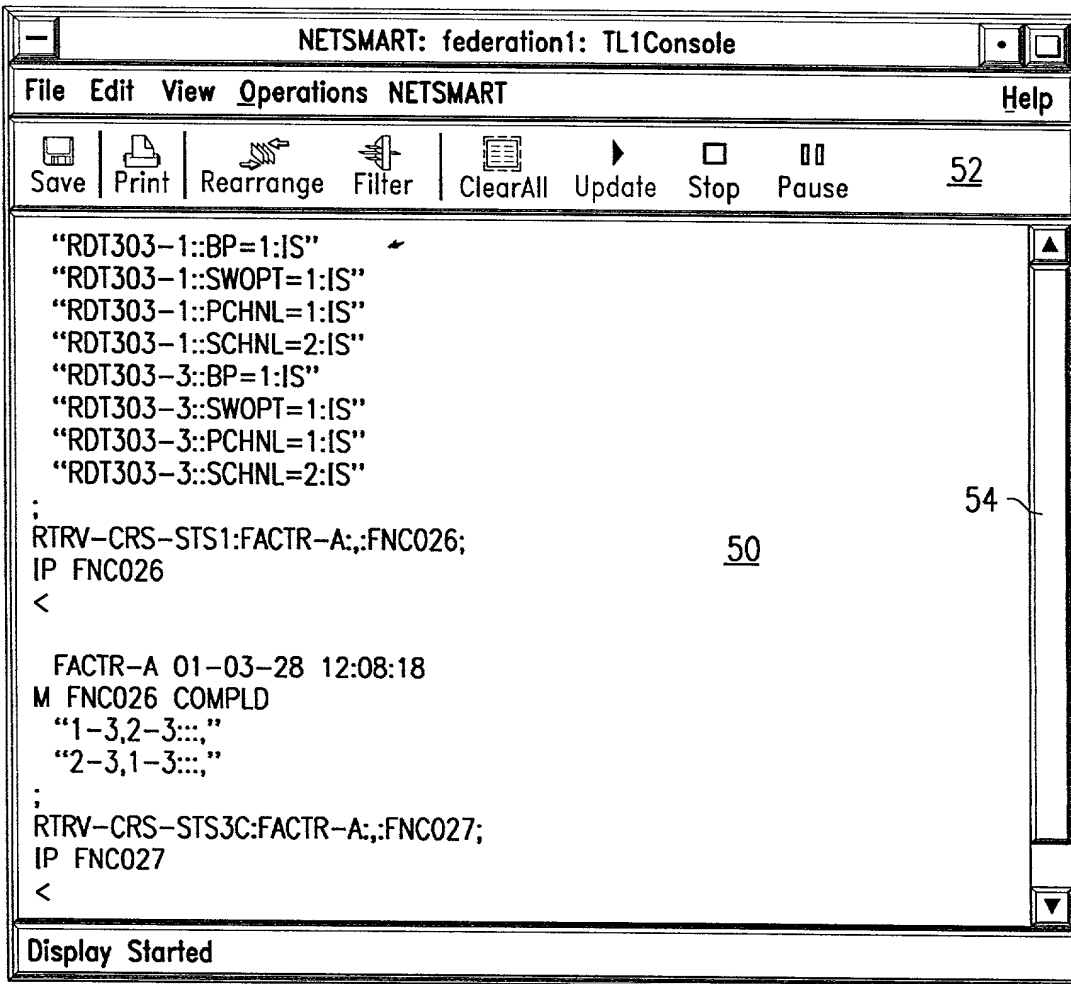 NETSMART: federation1: TL1Console
File Edit View Operations NETSMART Help
Save Print Rearrange Filter ClearAll Update Stop Pause 52
“RDT303-1::BP=1:IS”
“RDT303-1::SWOPT=1:IS”
“RDT303-1::PCHNL=1:IS”
“RDT303-1::SCHNL=2:IS”
“RDT303-3::BP=1:IS”
“RDT303-3::SWOPT=1:IS”
“RDT303-3::PCHNL=1:IS”
“RDT303-3::SCHNL=2:IS”
;
54
RTRV-CRS-STS1:FACTR-A:,:FNC026;
50
IP FNC026
<
FACTR-A 01-03-28 12:08:18
M FNC026 COMPLD
“1-3,2-3:::,”
“2-3,1-3:::,”
;
RTRV-CRS-STS3C:FACTR-A:,:FNC027;
IP FNC027
<
Display Started